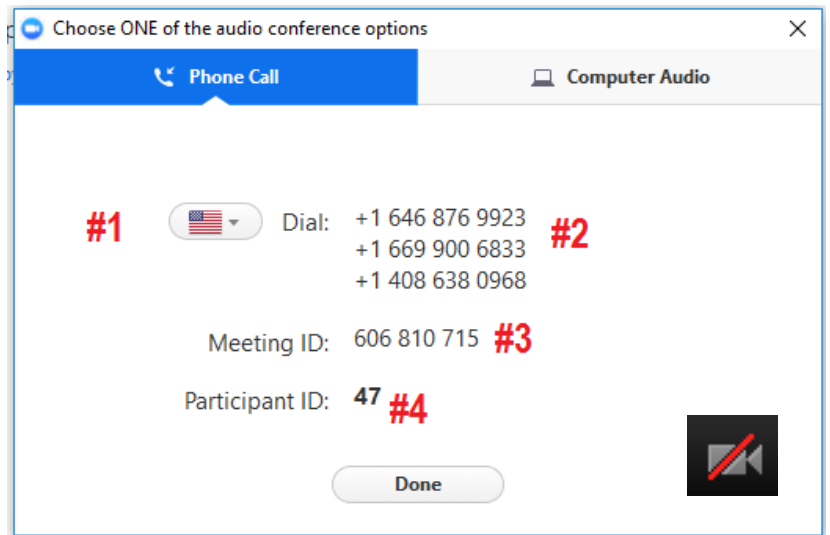 Choose ONE of the audio conference options
Phone Call
Computer Audio
#1 Dial: +1 646 876 9923 #2
+1 669 900 6833
+1 408 638 0968
Meeting ID: 606 810 715 #3
Participant ID: 47 #4
Done